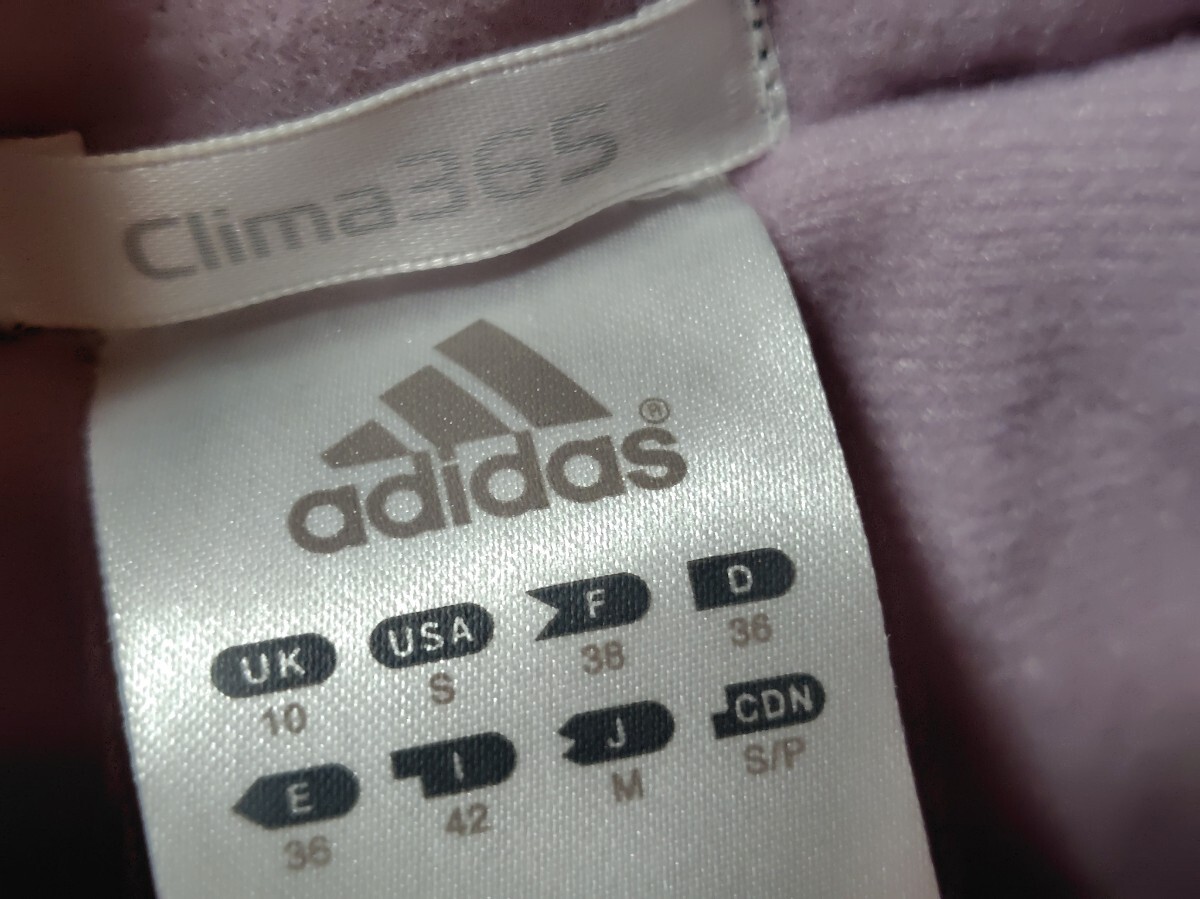 Clima365
adidas®
UK USA F D
10 S 38 36
E I J CDN
36 42 M S/P